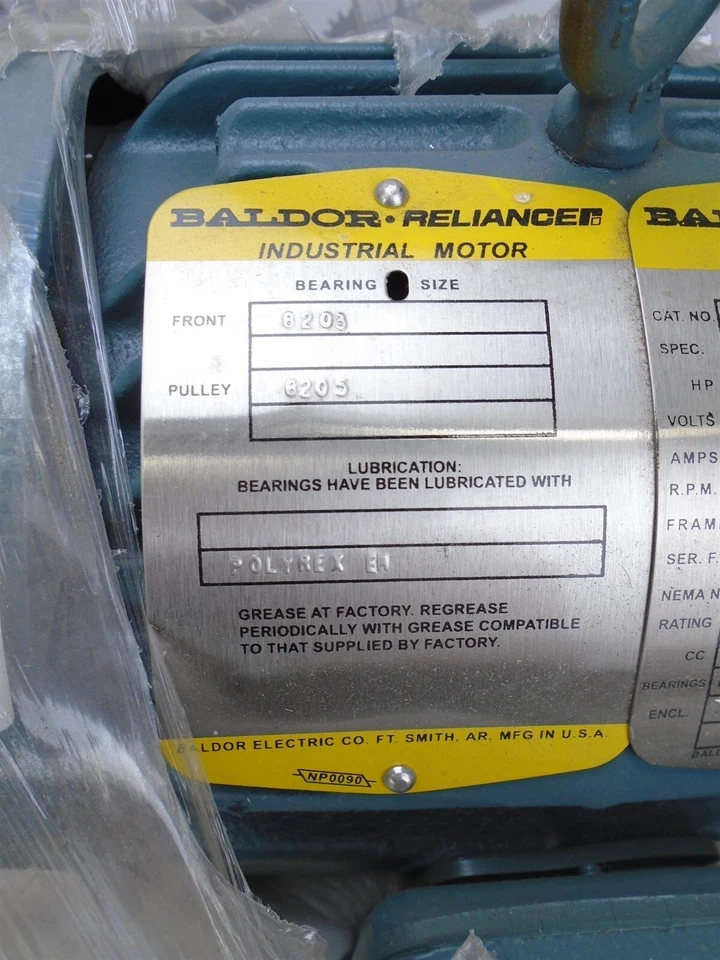 BALDOR • RELIANCE
INDUSTRIAL MOTOR
BEARING SIZE
FRONT 6203
PULLEY 6205
LUBRICATION:
BEARINGS HAVE BEEN LUBRICATED WITH
POLYREX EM
GREASE AT FACTORY. REGREASE
PERIODICALLY WITH GREASE COMPATIBLE
TO THAT SUPPLIED BY FACTORY.
BALDOR ELECTRIC CO. FT. SMITH, AR. MFG IN U.S.A.
NP0090
CAT. NO.
SPEC.
HP
VOLTS
AMPS
R.P.M.
SER. F.
RATING
CC
BEARINGS
ENCL.